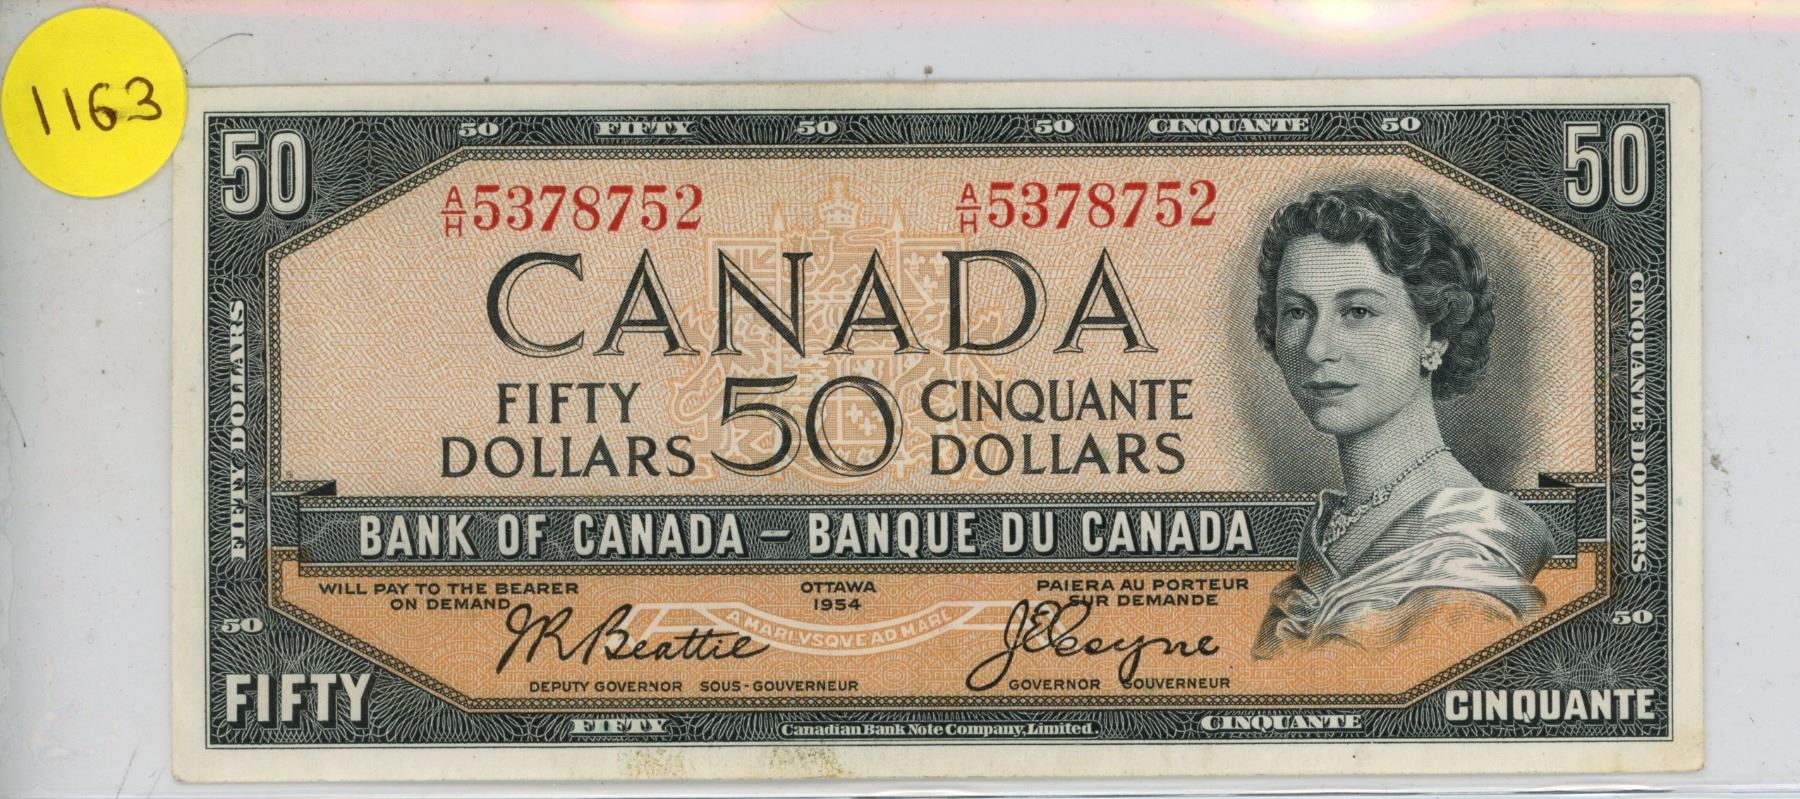 1163
50 FIFTY 50 50 CINQUANTE 50
50 50
A/H 5378752 A/H 5378752
CANADA
FIFTY DOLLARS
50
CINQUANTE DOLLARS
FIFTY DOLLARS
CINQUANTE DOLLARS
BANK OF CANADA - BANQUE DU CANADA
WILL PAY TO THE BEARER
ON DEMAND
OTTAWA
1954
PAIERA AU PORTEUR
SUR DEMANDE
A MARI VSQVE AD MARE
JR Beattie
JE Coyne
DEPUTY GOVERNOR SOUS-GOUVERNEUR
GOVERNOR GOUVERNEUR
50 50
FIFTY CINQUANTE
FIFTY Canadian Bank Note Company, Limited. CINQUANTE